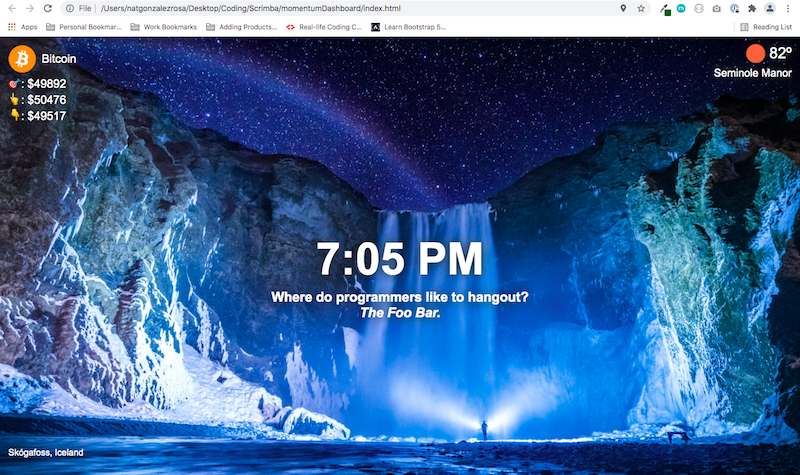 File | /Users/natgonzalezrosa/Desktop/Coding/Scrimba/momentumDashboard/index.html
Apps Personal Bookmar... Work Bookmarks Adding Products... Real-life Coding C... Learn Bootstrap 5... Reading List
Bitcoin
🎯: $49892
👆: $50476
👇: $49517
82º
Seminole Manor
7:05 PM
Where do programmers like to hangout?
The Foo Bar.
Skógafoss, Iceland